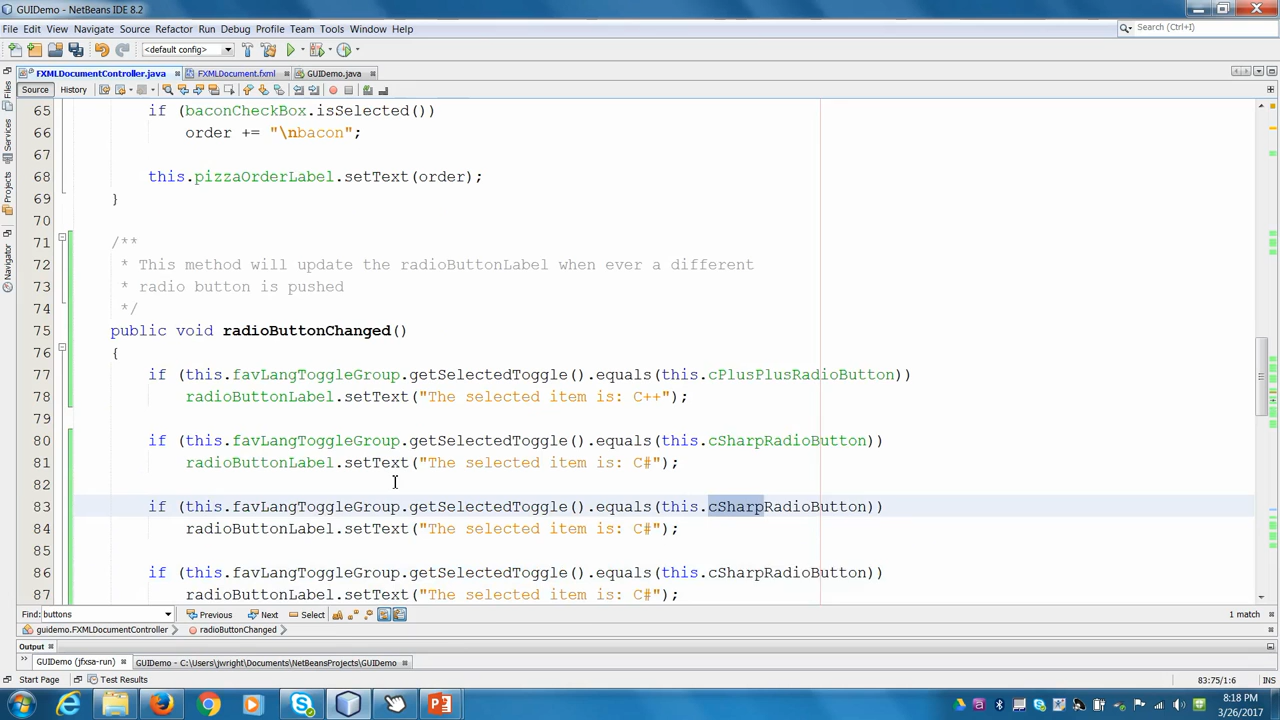 GUIDemo - NetBeans IDE 8.2
File Edit View Navigate Source Refactor Run Debug Profile Team Tools Window Help
Search (Ctrl+I)
<default config>
FXMLDocumentController.java FXMLDocument.fxml GUIDemo.java
Source History
Files
Services
Projects
Navigator
65 if (baconCheckBox.isSelected())
66 order += "\nbacon";
67
68 this.pizzaOrderLabel.setText(order);
69 }
70
71 /**
72 * This method will update the radioButtonLabel when ever a different
73 * radio button is pushed
74 */
75 public void radioButtonChanged()
76 {
77 if (this.favLangToggleGroup.getSelectedToggle().equals(this.cPlusPlusRadioButton))
78 radioButtonLabel.setText("The selected item is: C++");
79
80 if (this.favLangToggleGroup.getSelectedToggle().equals(this.cSharpRadioButton))
81 radioButtonLabel.setText("The selected item is: C#");
82
83 if (this.favLangToggleGroup.getSelectedToggle().equals(this.cSharpRadioButton))
84 radioButtonLabel.setText("The selected item is: C#");
85
86 if (this.favLangToggleGroup.getSelectedToggle().equals(this.cSharpRadioButton))
87 radioButtonLabel.setText("The selected item is: C#");
Find: buttons Previous Next Select 1 match
guidemo.FXMLDocumentController radioButtonChanged
Output
GUIDemo (jfxsa-run) GUIDemo - C:\Users\jwright\Documents\NetBeansProjects\GUIDemo
Start Page Test Results 83:75/1:6 INS
8:18 PM
3/26/2017